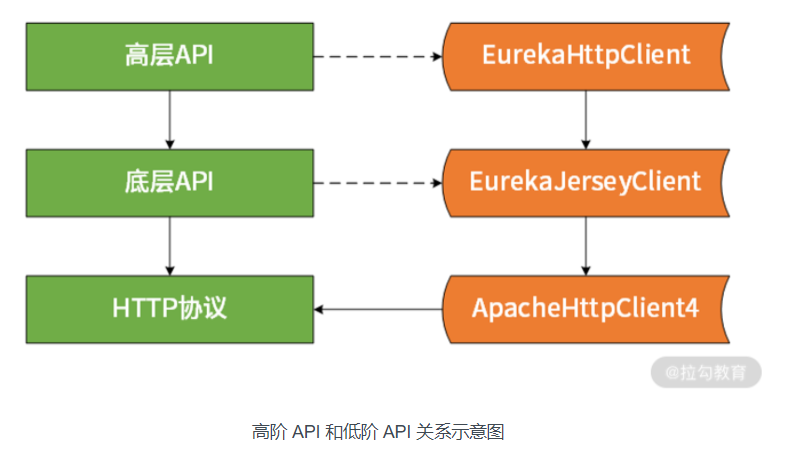 高层API
EurekaHttpClient
底层API
EurekaJerseyClient
HTTP协议
ApacheHttpClient4
@拉勾教育
高阶 API 和低阶 API 关系示意图